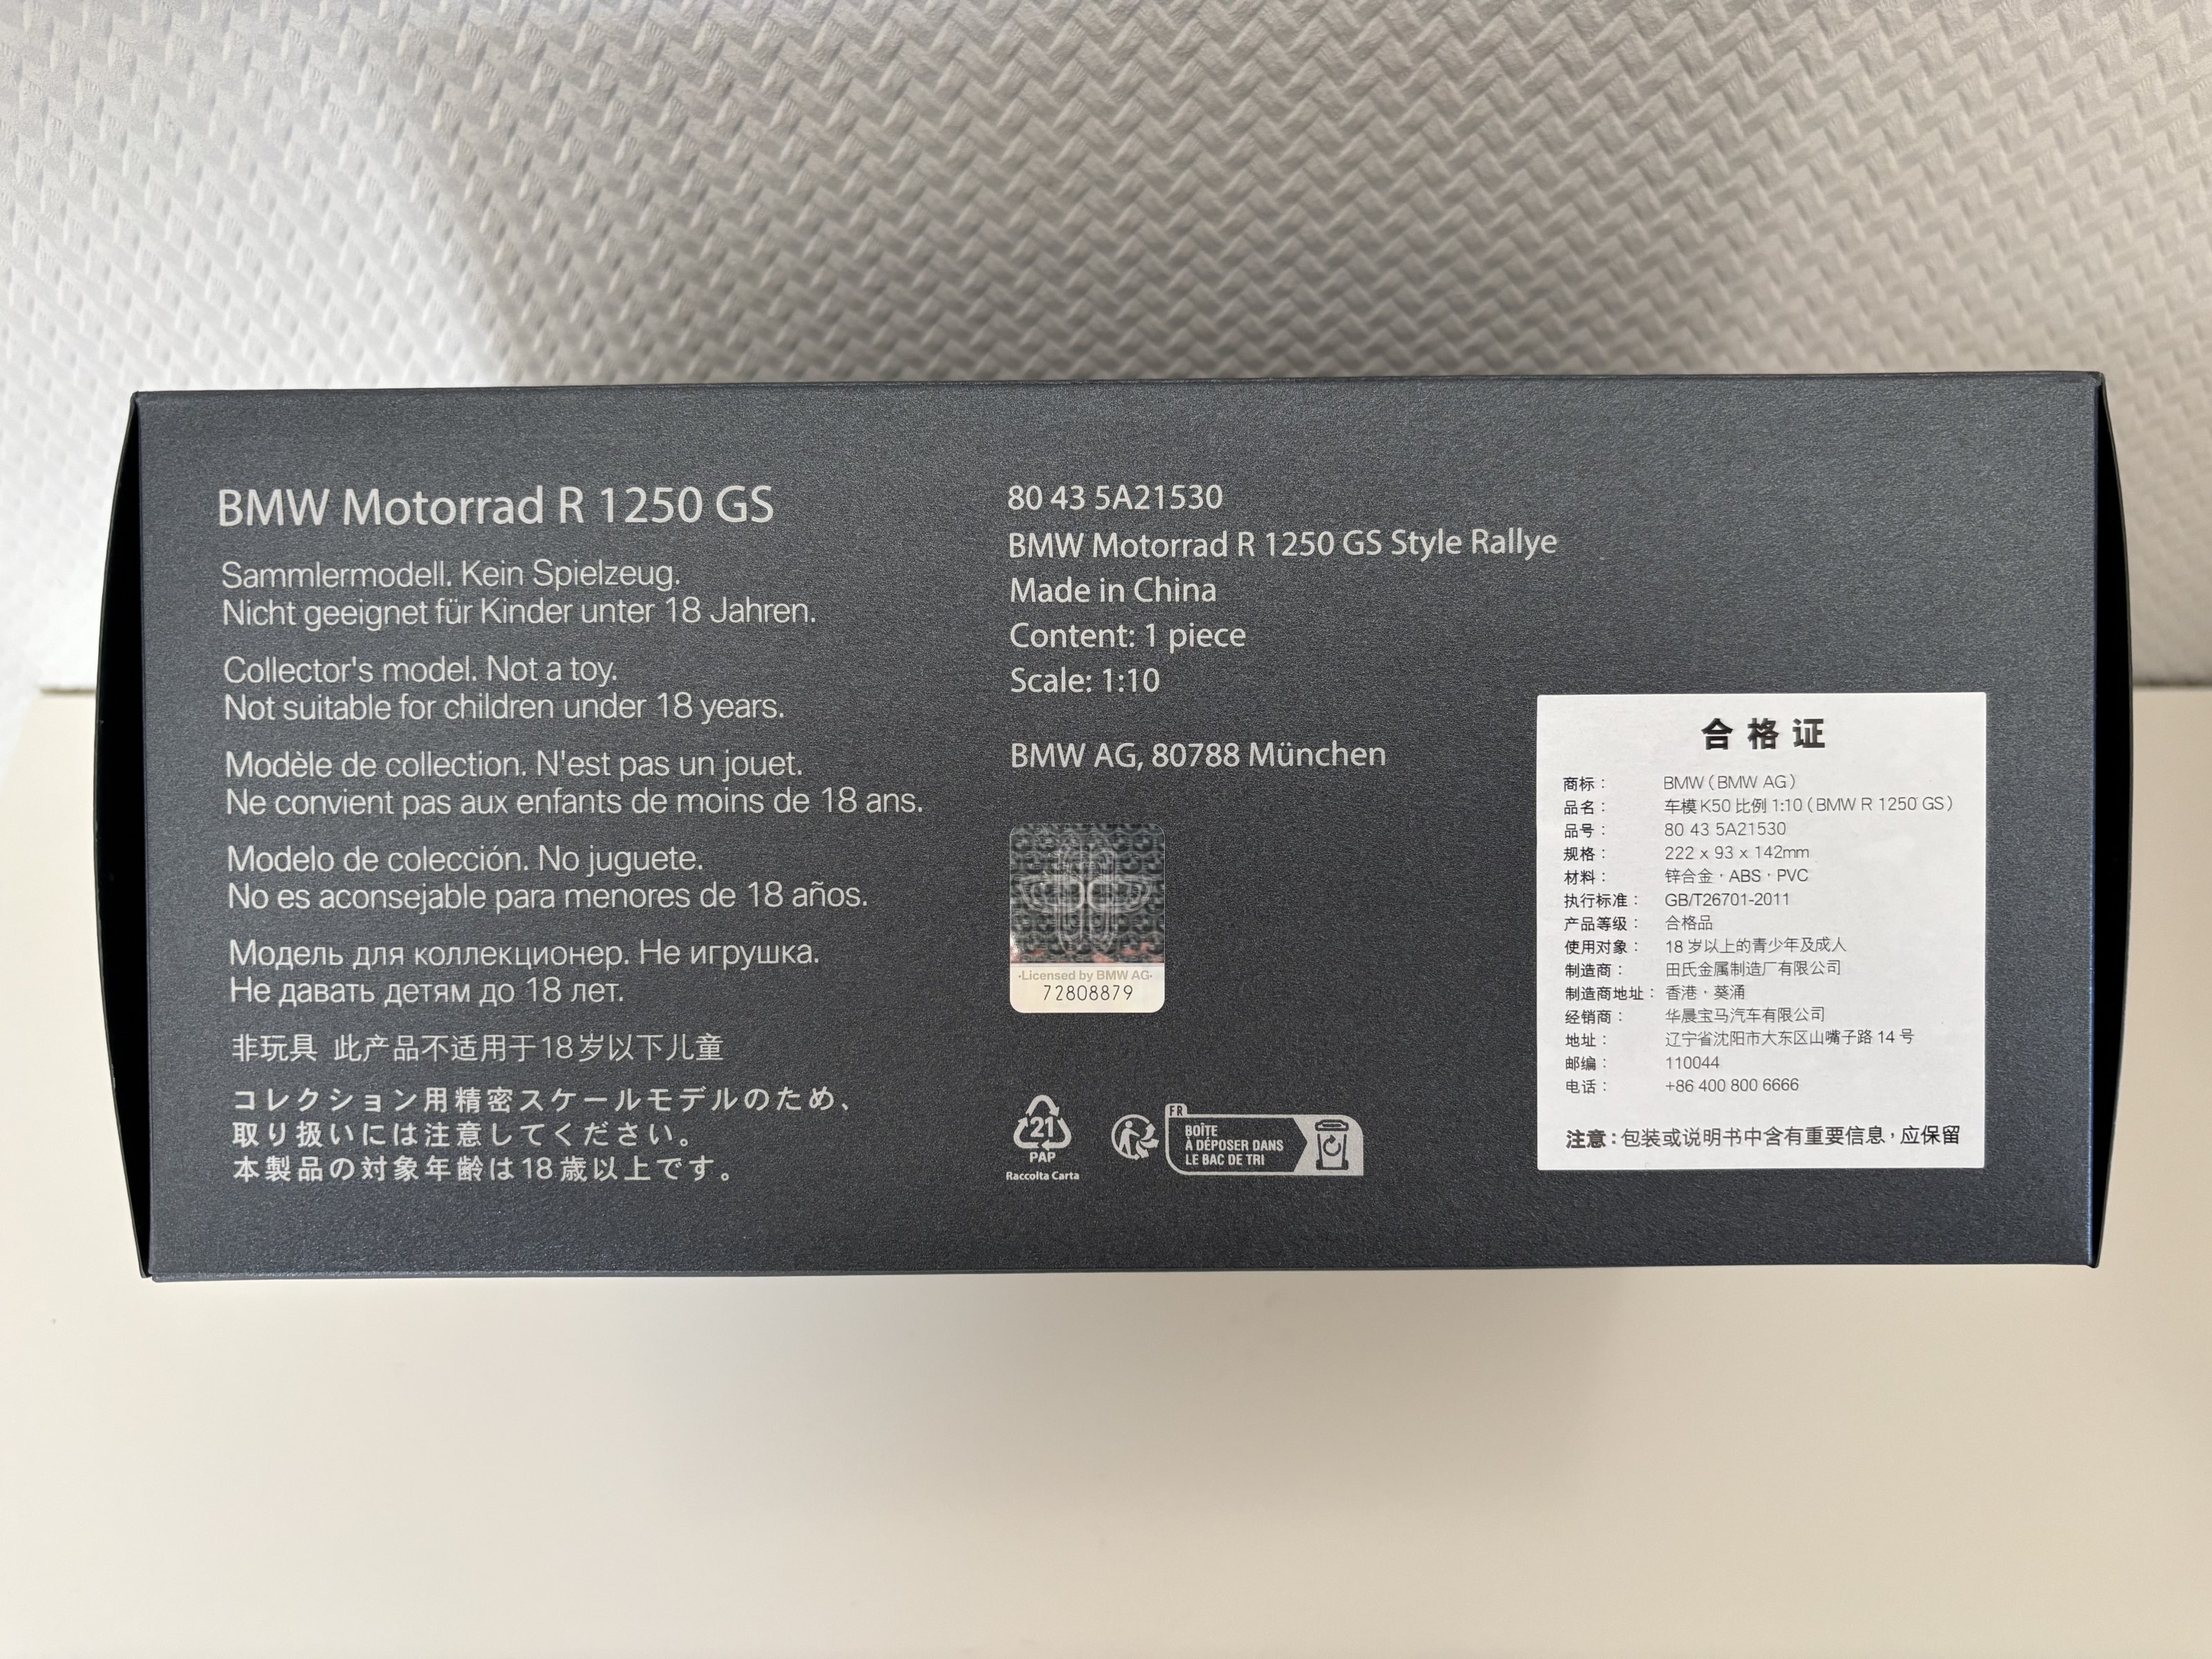 BMW Motorrad R 1250 GS
Sammlermodell. Kein Spielzeug.
Nicht geeignet für Kinder unter 18 Jahren.
Collector's model. Not a toy.
Not suitable for children under 18 years.
Modèle de collection. N'est pas un jouet.
Ne convient pas aux enfants de moins de 18 ans.
Modelo de colección. No juguete.
No es aconsejable para menores de 18 años.
Модель для коллекционер. Не игрушка.
Не давать детям до 18 лет.
非玩具 此产品不适用于18岁以下儿童
コレクション用精密スケールモデルのため、
取り扱いには注意してください。
本製品の対象年齢は18歳以上です。
80 43 5A21530
BMW Motorrad R 1250 GS Style Rallye
Made in China
Content: 1 piece
Scale: 1:10
BMW AG, 80788 München
·Licensed by BMW AG·
72808879
21
PAP
Raccolta Carta
FR
BOÎTE
À DÉPOSER DANS
LE BAC DE TRI
合格证
商标： BMW（BMW AG）
品名： 车模 K50 比例 1:10（BMW R 1250 GS）
品号： 80 43 5A21530
规格： 222 x 93 x 142mm
材料： 锌合金，ABS，PVC
执行标准： GB/T26701-2011
产品等级： 合格品
使用对象： 18 岁以上的青少年及成人
制造商： 田氏金属制造厂有限公司
制造商地址： 香港，葵涌
经销商： 华晨宝马汽车有限公司
地址： 辽宁省沈阳市大东区山嘴子路 14 号
邮编： 110044
电话： +86 400 800 6666
注意：包装或说明书中含有重要信息，应保留